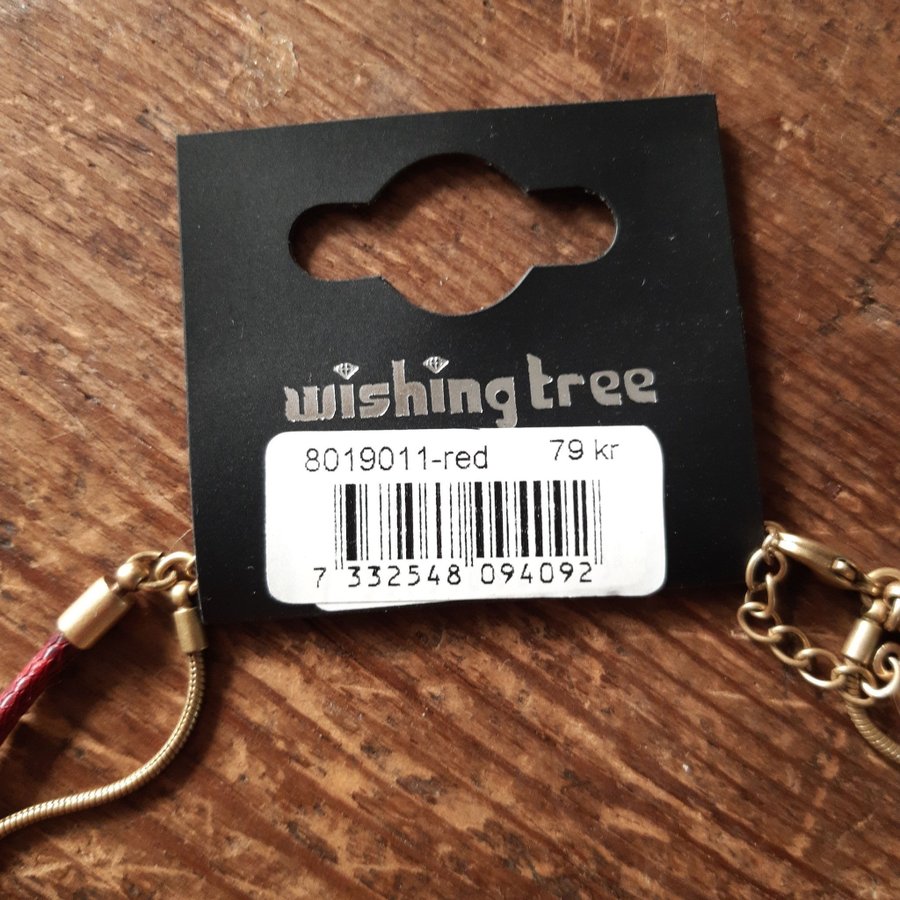 wishing tree
8019011-red 79 kr
7 332548 094092